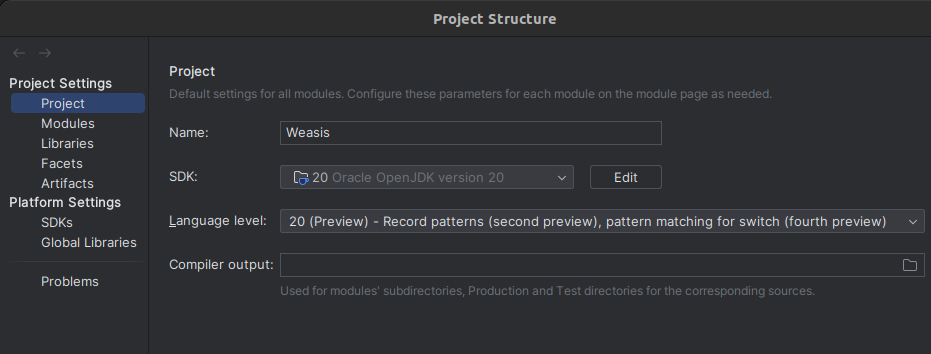 Project Structure
Project Settings
Project
Modules
Libraries
Facets
Artifacts
Platform Settings
SDKs
Global Libraries
Problems
Project
Default settings for all modules. Configure these parameters for each module on the module page as needed.
Name: Weasis
SDK: 20 Oracle OpenJDK version 20 Edit
Language level: 20 (Preview) - Record patterns (second preview), pattern matching for switch (fourth preview)
Compiler output:
Used for modules' subdirectories, Production and Test directories for the corresponding sources.